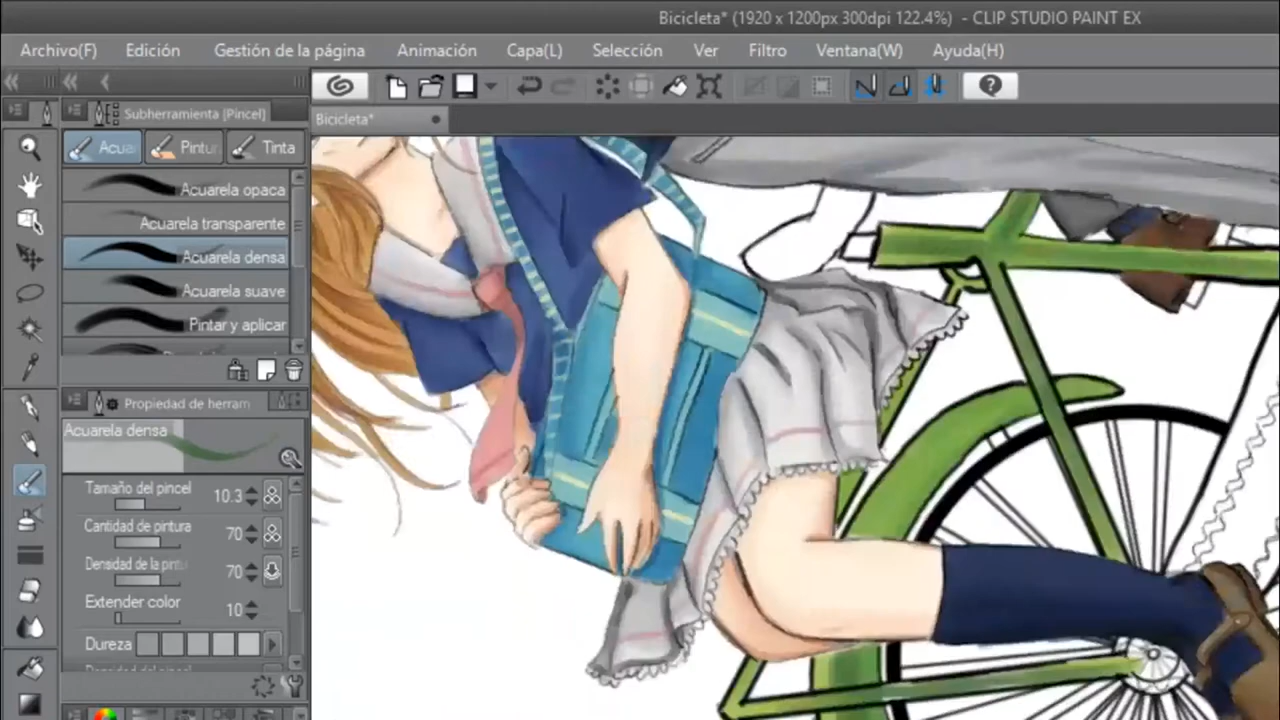 Bicicleta* (1920 x 1200px 300dpi 122.4%) - CLIP STUDIO PAINT EX
Archivo(F) Edición Gestión de la página Animación Capa(L) Selección Ver Filtro Ventana(W) Ayuda(H)
Subherramienta [Pincel]
Bicicleta*
Acua Pintur Tinta
Acuarela opaca
Acuarela transparente
Acuarela densa
Acuarela suave
Pintar y aplicar
Propiedad de herram
Acuarela densa
Tamaño del pincel 10.3
Cantidad de pintura 70
Densidad de la pintu 70
Extender color 10
Dureza